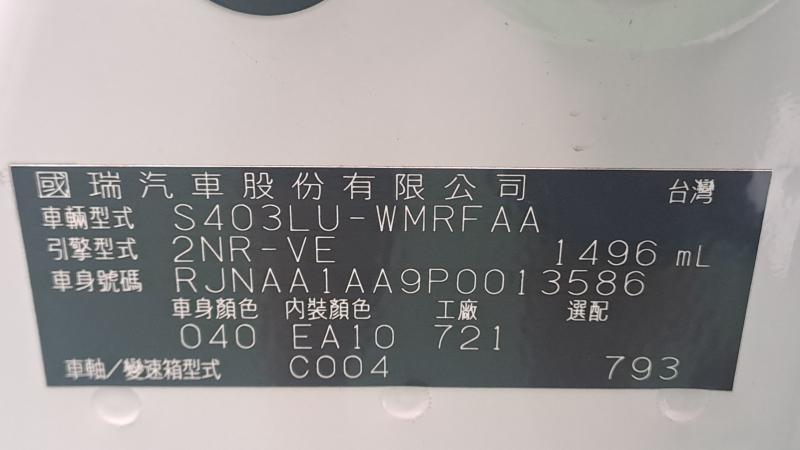 國瑞汽車股份有限公司 台灣
車輛型式 S403LU-WMRFAA
引擎型式 2NR-VE 1496 mL
車身號碼 RJNAA1AA9P0013586
車身顏色 內裝顏色 工廠 選配
040 EA10 721
車軸/變速箱型式 C004 793